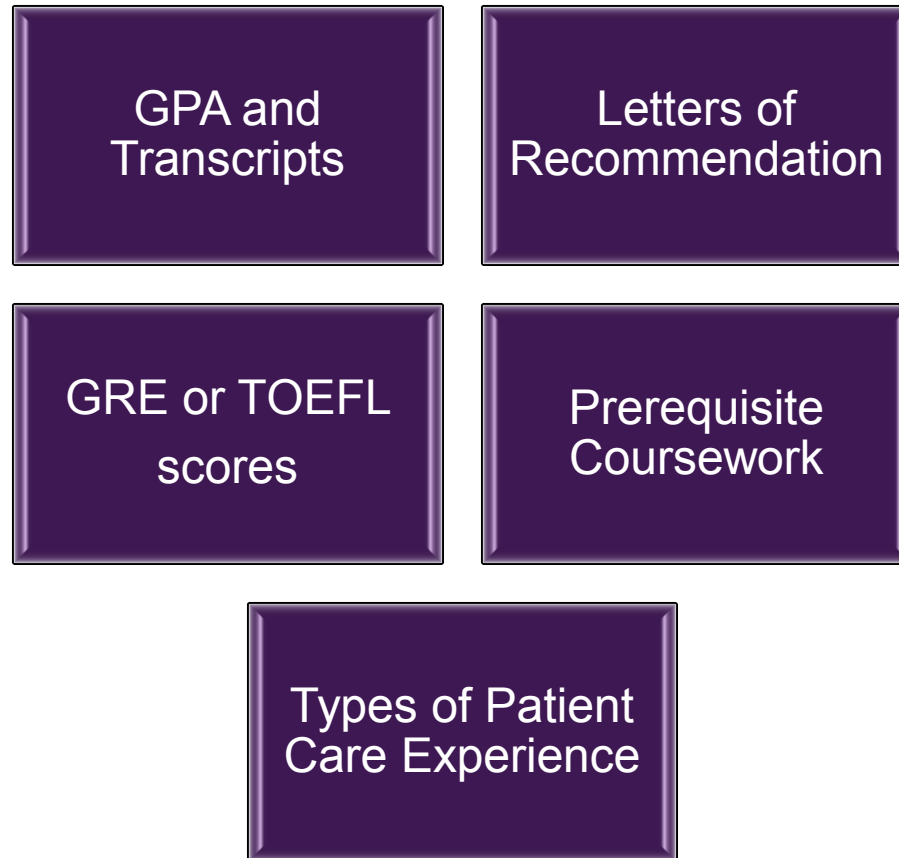 GPA and
Transcripts
Letters of
Recommendation
GRE or TOEFL
scores
Prerequisite
Coursework
Types of Patient
Care Experience